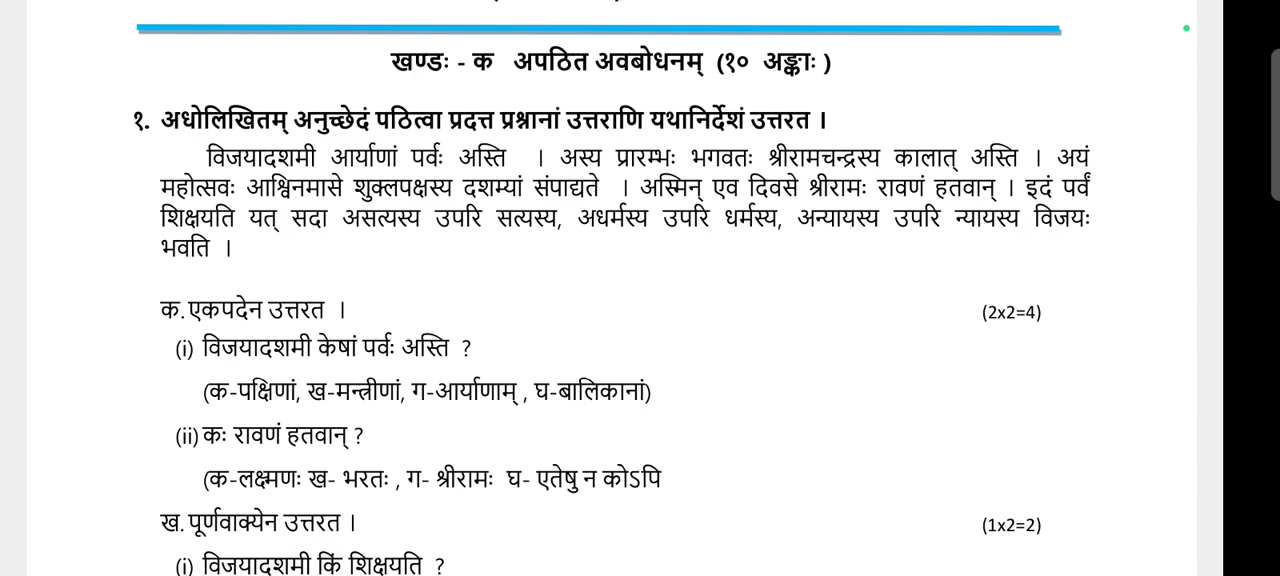 खण्डः - क अपठित अवबोधनम् (१० अङ्काः )
१. अधोलिखितम् अनुच्छेदं पठित्वा प्रदत्त प्रश्नानां उत्तराणि यथानिर्देशं उत्तरत ।
विजयादशमी आर्याणां पर्वः अस्ति । अस्य प्रारम्भः भगवतः श्रीरामचन्द्रस्य कालात् अस्ति । अयं
महोत्सवः आश्विनमासे शुक्लपक्षस्य दशम्यां संपाद्यते । अस्मिन् एव दिवसे श्रीरामः रावणं हतवान् । इदं पर्वं
शिक्षयति यत् सदा असत्यस्य उपरि सत्यस्य, अधर्मस्य उपरि धर्मस्य, अन्यायस्य उपरि न्यायस्य विजयः
भवति ।
क. एकपदेन उत्तरत । (2x2=4)
(i) विजयादशमी केषां पर्वः अस्ति ?
(क-पक्षिणां, ख-मन्त्रीणां, ग-आर्याणाम् , घ-बालिकानां)
(ii) कः रावणं हतवान् ?
(क-लक्ष्मणः ख- भरतः , ग- श्रीरामः घ- एतेषु न कोऽपि
ख. पूर्णवाक्येन उत्तरत । (1x2=2)
(i) विजयादशमी किं शिक्षयति ?